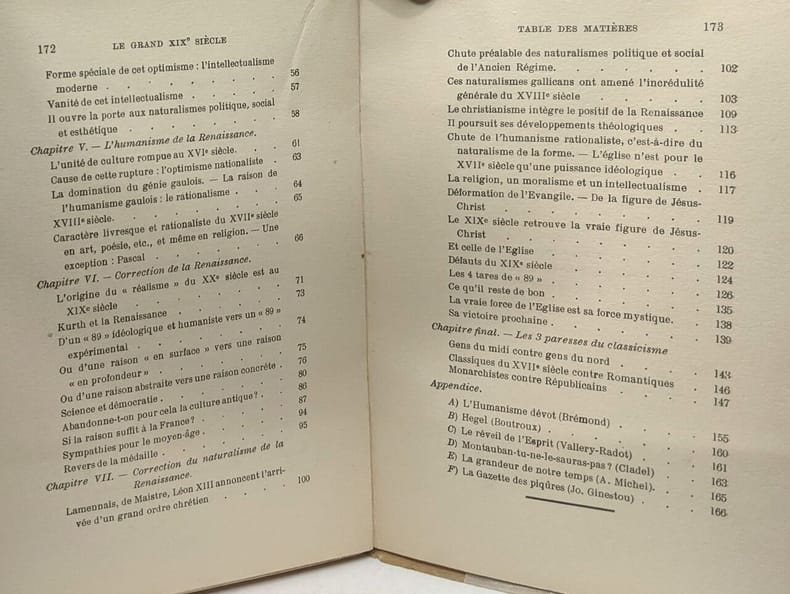 172 LE GRAND XIXe SIÈCLE
Forme spéciale de cet optimisme : l'intellectualisme
moderne . . . . . . . 56
Vanité de cet intellectualisme . . . . 57
Il ouvre la porte aux naturalismes politique, social
et esthétique . . . . . . 58
Chapitre V. — L'humanisme de la Renaissance.
L'unité de culture rompue au XVIe siècle. . . 61
Cause de cette rupture : l'optimisme nationaliste . 63
La domination du génie gaulois. — La raison de
l'humanisme gaulois : le rationalisme . . . 64
XVIIIe siècle. . . . . . . 65
Caractère livresque et rationaliste du XVIIe siècle
en art, poésie, etc., et même en religion. — Une
exception : Pascal . . . . . 66
Chapitre VI. — Correction de la Renaissance.
L'origine du « réalisme » du XXe siècle est au
XIXe siècle . . . . . . 71
Kurth et la Renaissance . . . . . 73
D'un « 89 » idéologique et humaniste vers un « 89 »
expérimental . . . . . . 74
Ou d'une raison « en surface » vers une raison
« en profondeur » . . . . . 75
Ou d'une raison abstraite vers une raison concrète . 76
Science et démocratie . . . . . 80
Abandonne-t-on pour cela la culture antique ? . . 86
Si la raison suffit à la France ? . . . . 87
Sympathies pour le moyen-âge . . . . 94
Revers de la médaille . . . . . 95
Chapitre VII. — Correction du naturalisme de la
Renaissance.
Lamennais, de Maistre, Léon XIII annoncent l'arri-
vée d'un grand ordre chrétien . . . 100
TABLE DES MATIÈRES 173
Chute préalable des naturalismes politique et social
de l'Ancien Régime. . . . . . 102
Ces naturalismes gallicans ont amené l'incrédulité
générale du XVIIIe siècle . . . . 103
Le christianisme intègre le positif de la Renaissance 109
Il poursuit ses développements théologiques . . 113
Chute de l'humanisme rationaliste, c'est-à-dire du
naturalisme de la forme. — L'église n'est pour le
XVIIe siècle qu'une puissance idéologique . . 116
La religion, un moralisme et un intellectualisme . 117
Déformation de l'Evangile. — De la figure de Jésus-
Christ . . . . . . . 119
Le XIXe siècle retrouve la vraie figure de Jésus-
Christ . . . . . . . 120
Et celle de l'Eglise . . . . . 122
Défauts du XIXe siècle . . . . . 124
Les 4 tares de « 89 » . . . . . 126
Ce qu'il reste de bon . . . . . 135
La vraie force de l'Eglise est sa force mystique. . 138
Sa victoire prochaine . . . . . 139
Chapitre final. — Les 3 paresses du classicisme
Gens du midi contre gens du nord . . . 143
Classiques du XVIIe siècle contre Romantiques . 146
Monarchistes contre Républicains . . . 147
Appendice.
A) L'Humanisme dévot (Brémond) . . . 155
B) Hegel (Boutroux) . . . . . 160
C) Le réveil de l'Esprit (Vallery-Radot) . . 161
D) Montauban-tu-ne-le-sauras-pas ? (Cladel) . 163
E) La grandeur de notre temps (A. Michel). . 165
F) La Gazette des piqûres (Jo. Ginestou) . . 166